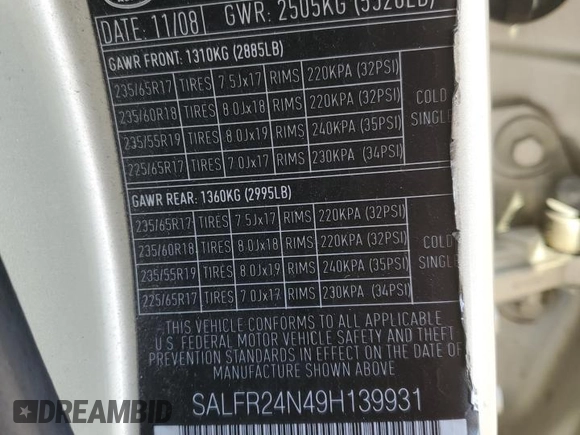 DATE: 11/08 GWR: 2505KG (5520LB)
GAWR FRONT: 1310KG (2885LB)
235/65R17 TIRES 7.5Jx17 RIMS 220KPA (32PSI)
235/60R18 TIRES 8.0Jx18 RIMS 220KPA (32PSI) COLD
235/55R19 TIRES 8.0Jx19 RIMS 240KPA (35PSI) SINGLE
225/65R17 TIRES 7.0Jx17 RIMS 230KPA (34PSI)
GAWR REAR: 1360KG (2995LB)
235/65R17 TIRES 7.5Jx17 RIMS 220KPA (32PSI)
235/60R18 TIRES 8.0Jx18 RIMS 220KPA (32PSI) COLD
235/55R19 TIRES 8.0Jx19 RIMS 240KPA (35PSI) SINGLE
225/65R17 TIRES 7.0Jx17 RIMS 230KPA (34PSI)
THIS VEHICLE CONFORMS TO ALL APPLICABLE
U.S FEDERAL MOTOR VEHICLE SAFETY AND THEFT
PREVENTION STANDARDS IN EFFECT ON THE DATE OF
MANUFACTURE SHOWN ABOVE
SALFR24N49H139931
FAXVIN